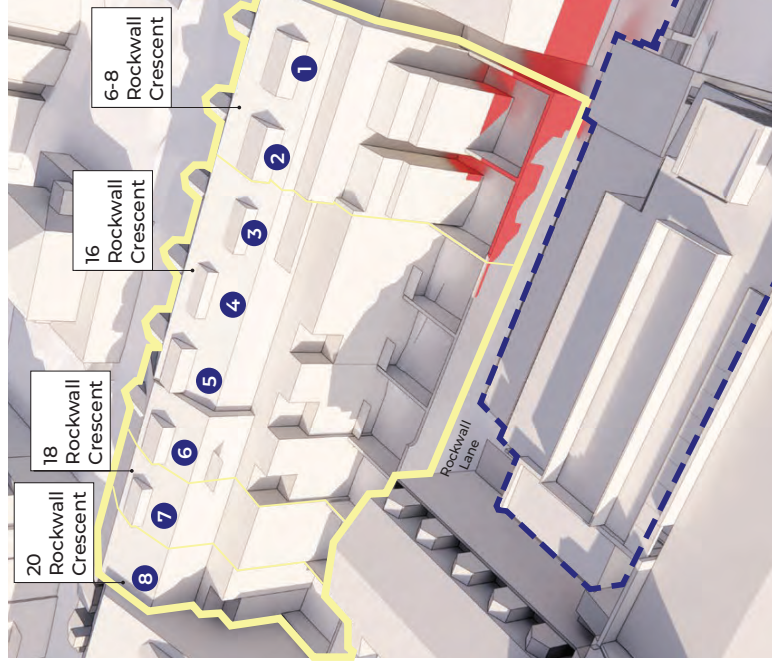 20
Rockwall
Crescent
18
Rockwall
Crescent
16
Rockwall
Crescent
6-8
Rockwall
Crescent
8
7
6
5
4
3
2
1
Rockwall
Lane